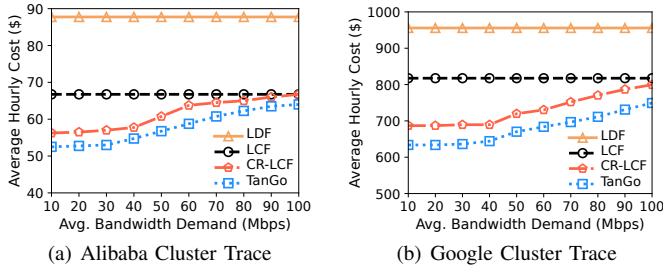 Average Hourly Cost ($)
90
80
70
60
50
40
10 20 30 40 50 60 70 80 90 100
Avg. Bandwidth Demand (Mbps)
LDF
LCF
CR-LCF
TanGo
(a) Alibaba Cluster Trace
Average Hourly Cost ($)
1000
900
800
700
600
500
10 20 30 40 50 60 70 80 90 100
Avg. Bandwidth Demand (Mbps)
LDF
LCF
CR-LCF
TanGo
(b) Google Cluster Trace